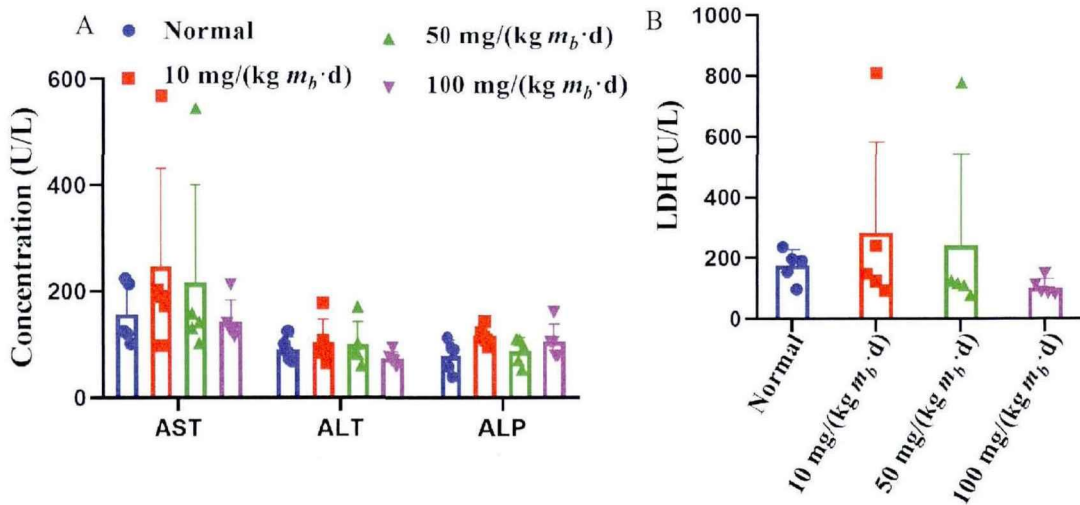 A
Normal
10 mg/(kg m_b·d)
50 mg/(kg m_b·d)
100 mg/(kg m_b·d)
Concentration (U/L)
600
400
200
0
AST
ALT
ALP
B
LDH (U/L)
1000
800
600
400
200
0
Normal
10 mg/(kg m_b·d)
50 mg/(kg m_b·d)
100 mg/(kg m_b·d)